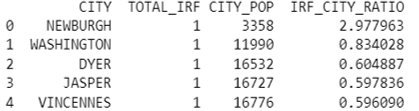 CITY TOTAL_IRF CITY_POP IRF_CITY_RATIO
0 NEWBURGH 1 3358 2.977963
1 WASHINGTON 1 11990 0.834028
2 DYER 1 16532 0.604887
3 JASPER 1 16727 0.597836
4 VINCENNES 1 16776 0.596090